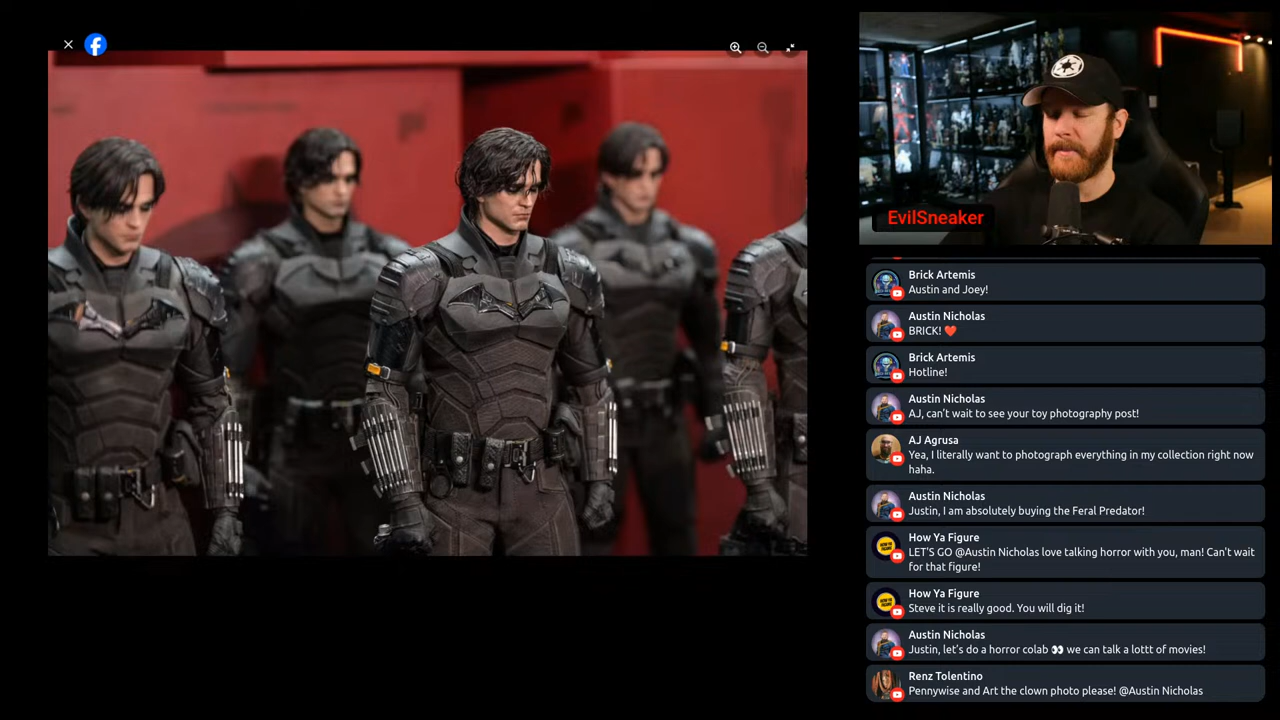 EvilSneaker
Brick Artemis
Austin and Joey!
Austin Nicholas
BRICK! ❤️
Brick Artemis
Hotline!
Austin Nicholas
AJ, can't wait to see your toy photography post!
AJ Agrusa
Yea, I literally want to photograph everything in my collection right now
haha.
Austin Nicholas
Justin, I am absolutely buying the Feral Predator!
How Ya Figure
LET'S GO @Austin Nicholas love talking horror with you, man! Can't wait
for that figure!
How Ya Figure
Steve it is really good. You will dig it!
Austin Nicholas
Justin, let's do a horror colab 👀 we can talk a lottt of movies!
Renz Tolentino
Pennywise and Art the clown photo please! @Austin Nicholas